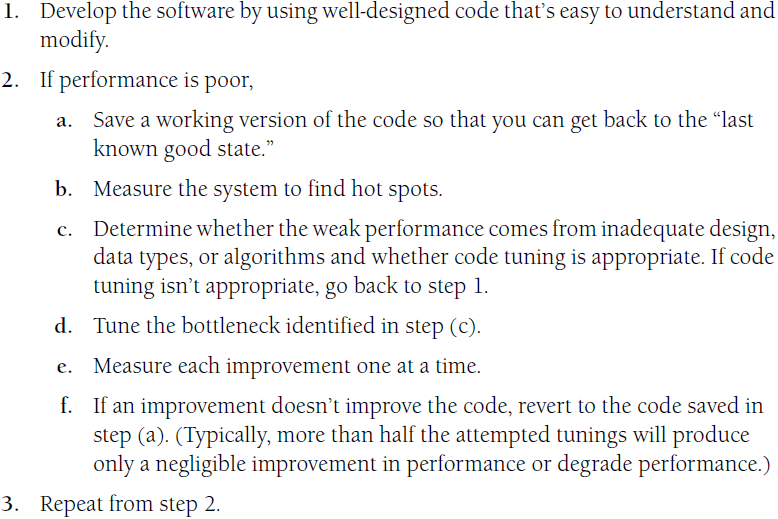 1. Develop the software by using well-designed code that's easy to understand and
modify.
2. If performance is poor,
a. Save a working version of the code so that you can get back to the “last
known good state.”
b. Measure the system to find hot spots.
c. Determine whether the weak performance comes from inadequate design,
data types, or algorithms and whether code tuning is appropriate. If code
tuning isn't appropriate, go back to step 1.
d. Tune the bottleneck identified in step (c).
e. Measure each improvement one at a time.
f. If an improvement doesn't improve the code, revert to the code saved in
step (a). (Typically, more than half the attempted tunings will produce
only a negligible improvement in performance or degrade performance.)
3. Repeat from step 2.